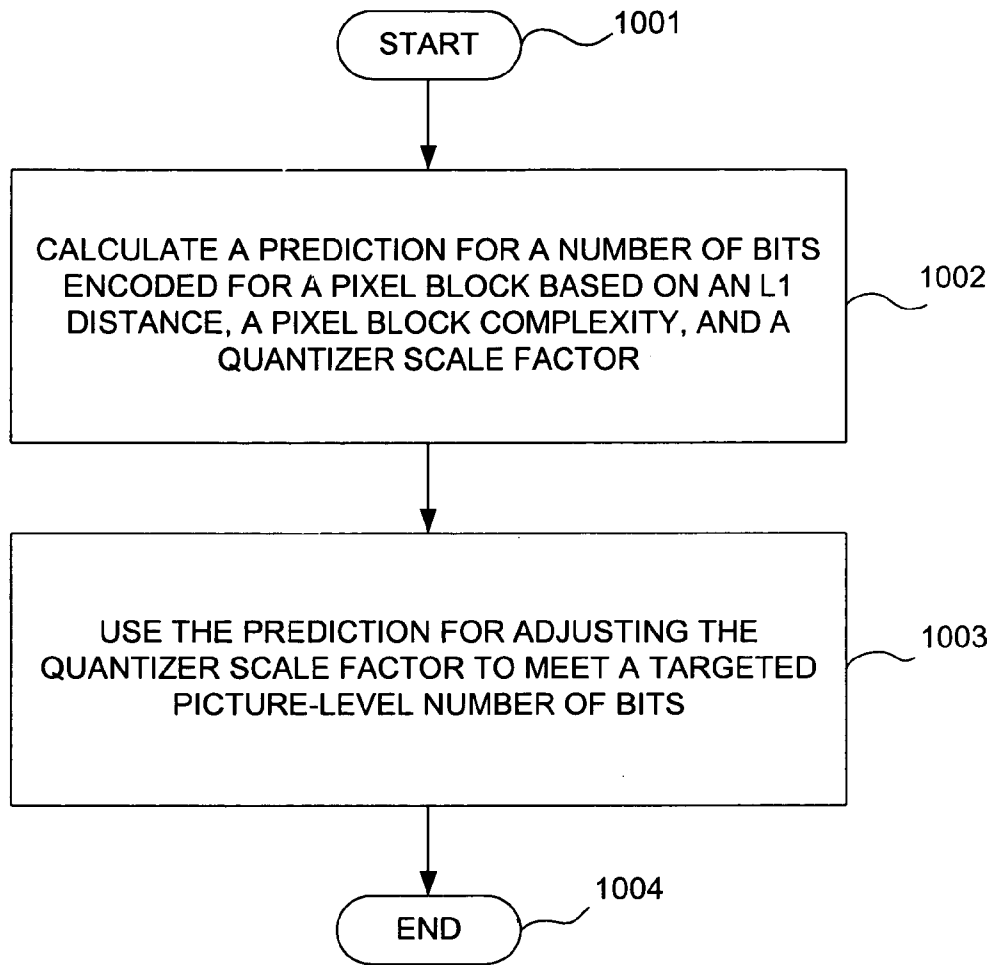 START
1001
CALCULATE A PREDICTION FOR A NUMBER OF BITS
ENCODED FOR A PIXEL BLOCK BASED ON AN L1
DISTANCE, A PIXEL BLOCK COMPLEXITY, AND A
QUANTIZER SCALE FACTOR
1002
USE THE PREDICTION FOR ADJUSTING THE
QUANTIZER SCALE FACTOR TO MEET A TARGETED
PICTURE-LEVEL NUMBER OF BITS
1003
END
1004